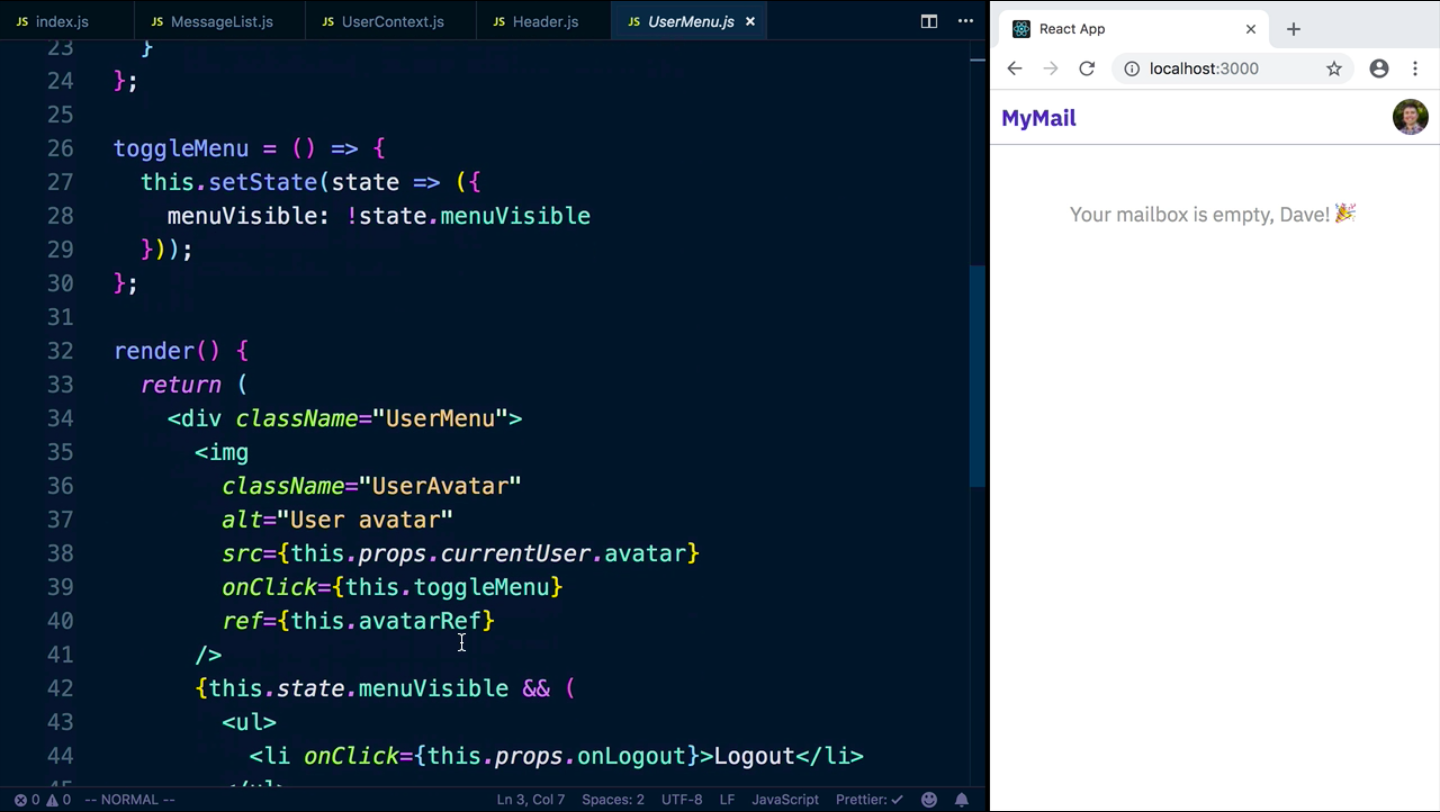 JS index.js JS MessageList.js JS UserContext.js JS Header.js JS UserMenu.js ×
23 }
24 };
25
26 toggleMenu = () => {
27 this.setState(state => ({
28 menuVisible: !state.menuVisible
29 }));
30 };
31
32 render() {
33 return (
34 <div className="UserMenu">
35 <img
36 className="UserAvatar"
37 alt="User avatar"
38 src={this.props.currentUser.avatar}
39 onClick={this.toggleMenu}
40 ref={this.avatarRef}
41 />
42 {this.state.menuVisible && (
43 <ul>
44 <li onClick={this.props.onLogout}>Logout</li>
45 </ul>
0 0 -- NORMAL -- Ln 3, Col 7 Spaces: 2 UTF-8 LF JavaScript Prettier: ✓
React App
localhost:3000
MyMail
Your mailbox is empty, Dave! 🎉